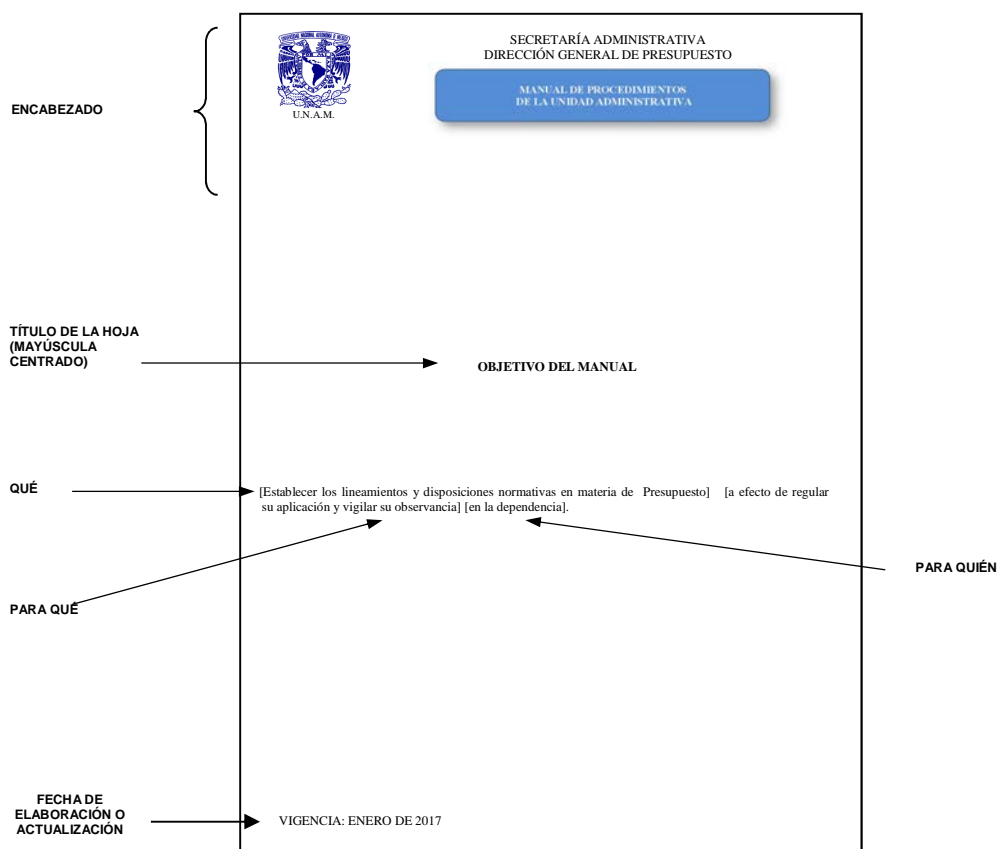 SECRETARÍA ADMINISTRATIVA
DIRECCIÓN GENERAL DE PRESUPUESTO
MANUAL DE PROCEDIMIENTOS
DE LA UNIDAD ADMINISTRATIVA
U.N.A.M.
ENCABEZADO
TÍTULO DE LA HOJA
(MAYÚSCULA
CENTRADO)
OBJETIVO DEL MANUAL
QUÉ
[Establecer los lineamientos y disposiciones normativas en materia de Presupuesto] [a efecto de regular
su aplicación y vigilar su observancia] [en la dependencia].
PARA QUIÉN
PARA QUÉ
FECHA DE
ELABORACIÓN O
ACTUALIZACIÓN
VIGENCIA: ENERO DE 2017